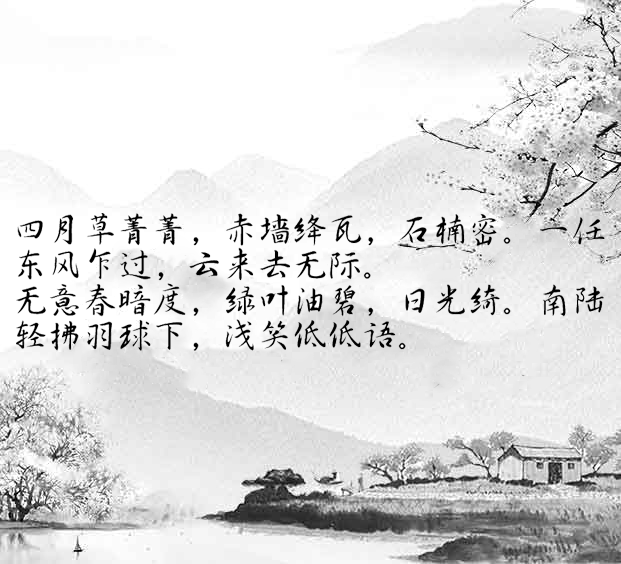 四月草菁菁，赤墙绛瓦，石楠密。一任
东风乍过，云来去无际。
无意春暗度，绿叶油碧，日光绮。南陆
轻拂羽球下，浅笑低低语。